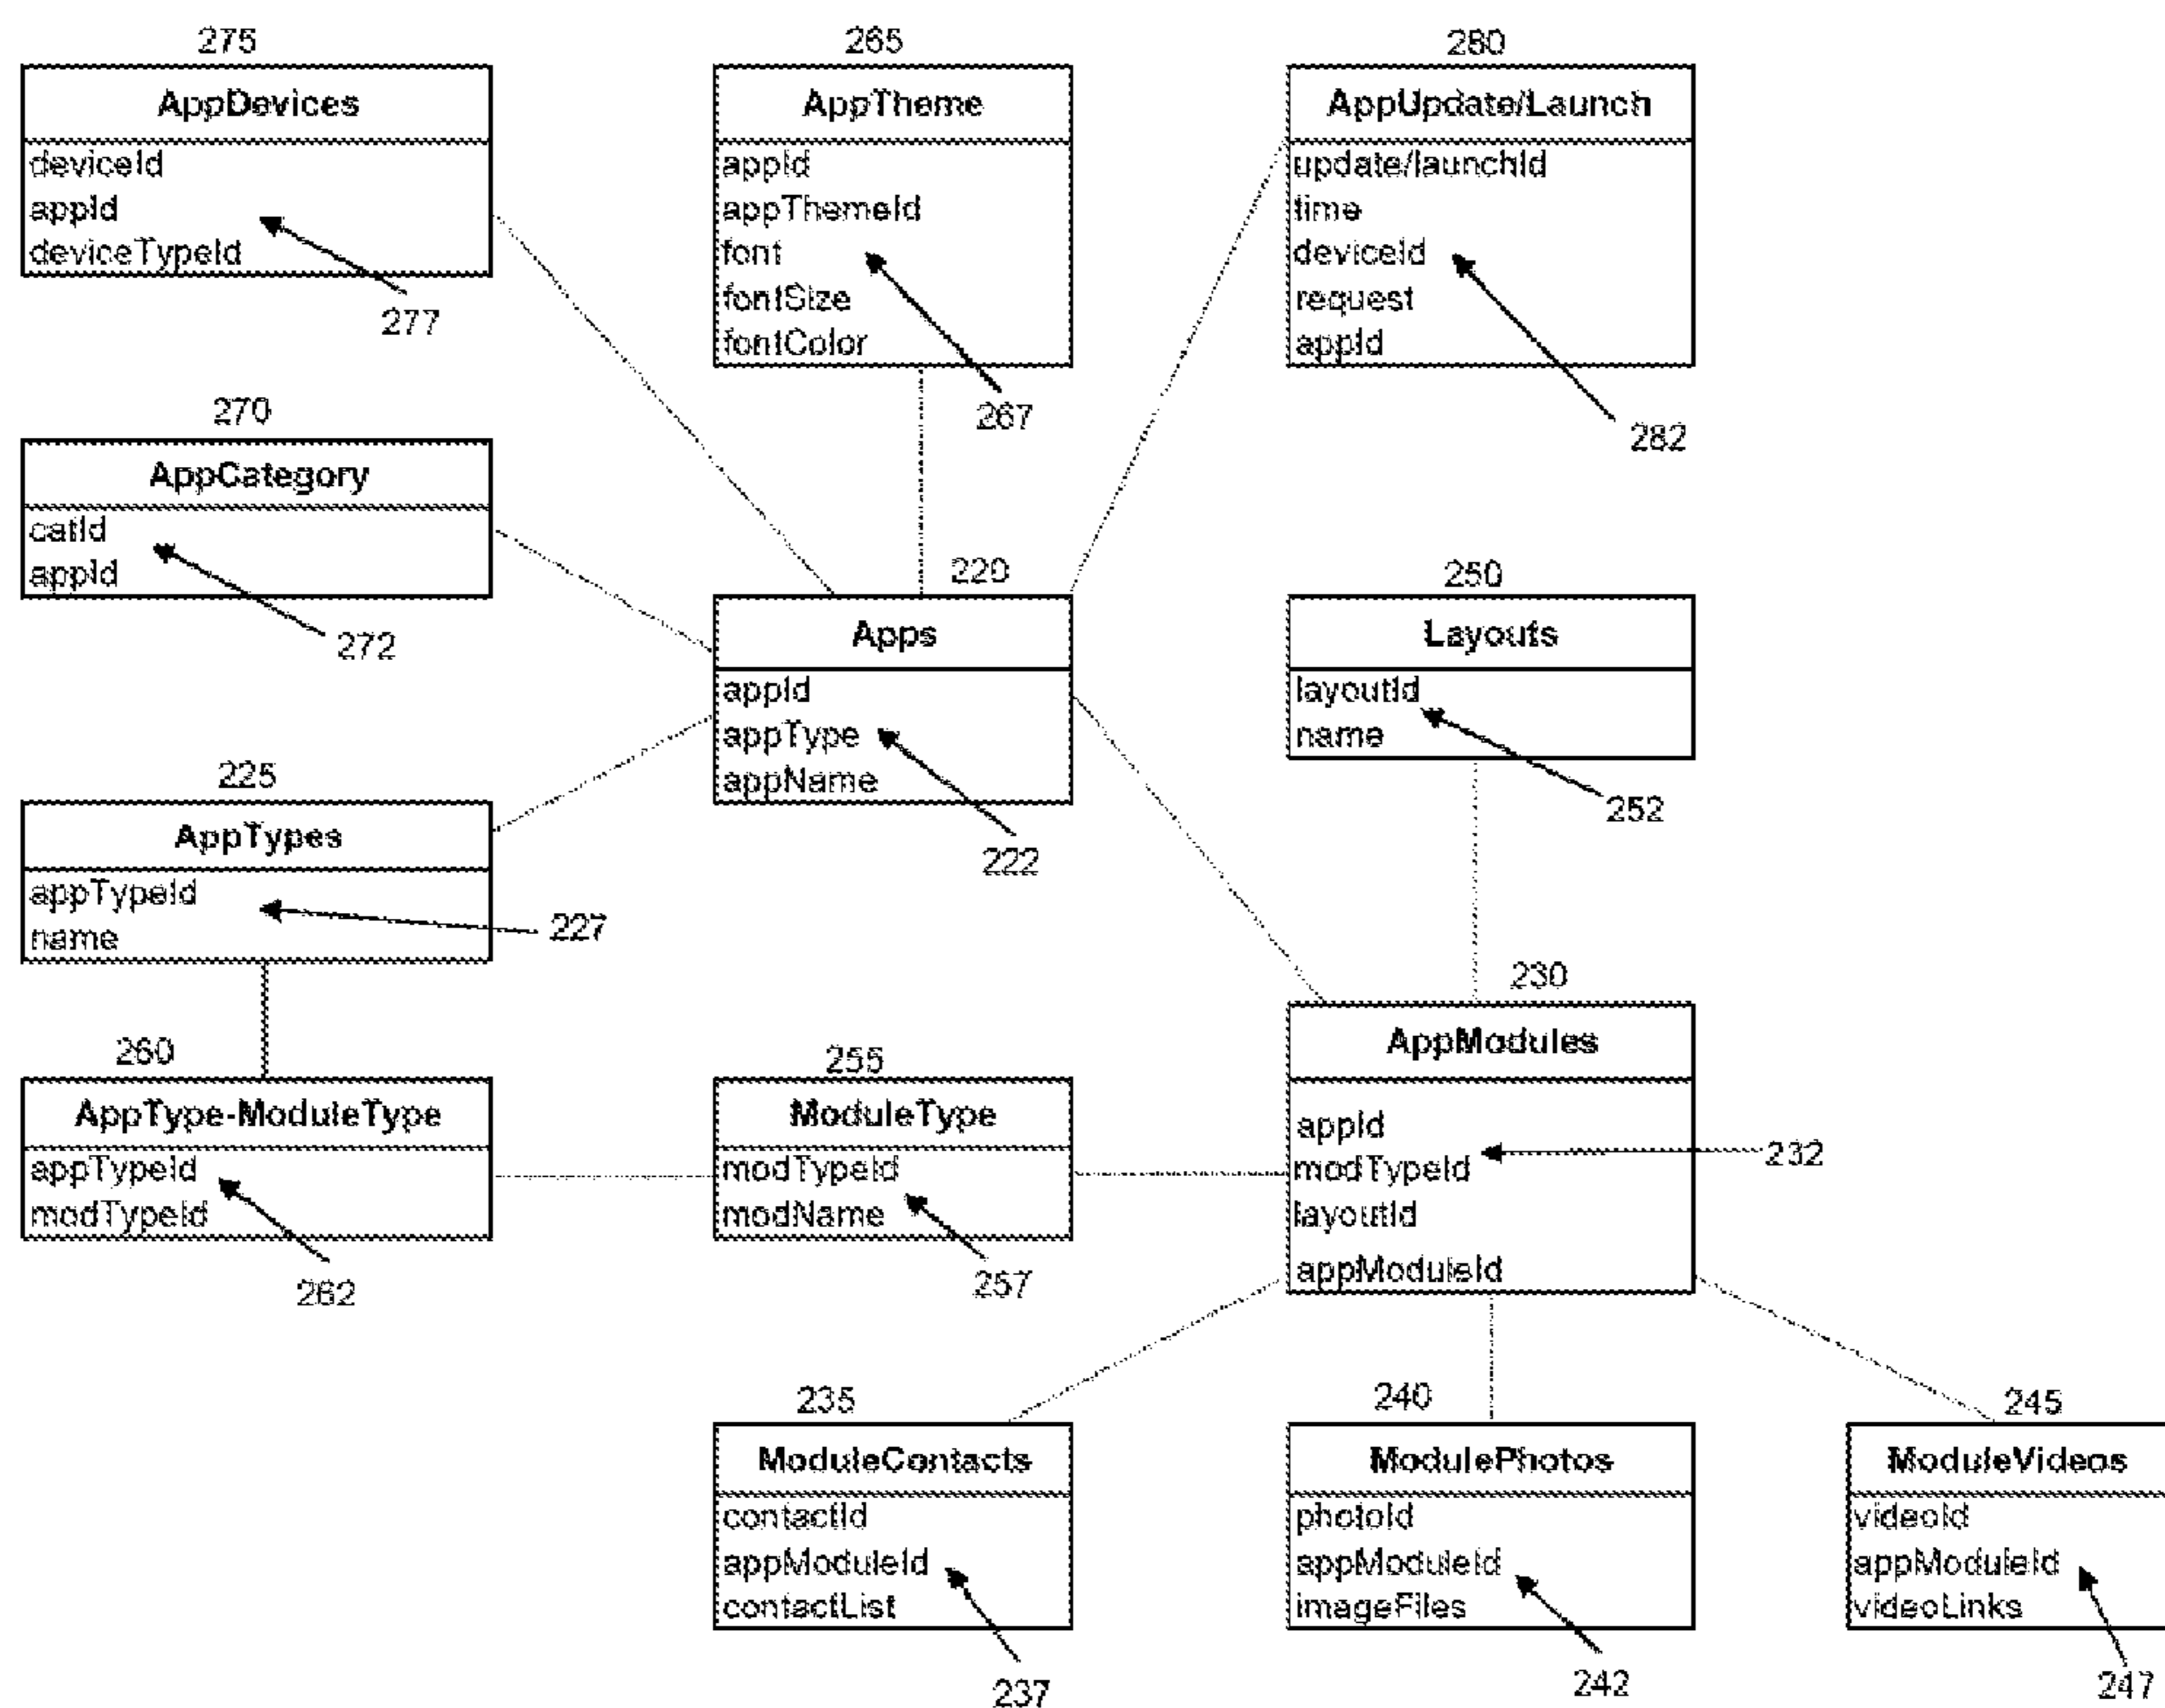 275
AppDevices
deviceId
appId
deviceTypeId
277
265
AppTheme
appId
appThemeId
font
fontSize
fontColor
267
280
AppUpdate/Launch
update/launchId
time
deviceId
request
appId
282
270
AppCategory
catId
appId
272
220
Apps
appId
appType
appName
222
250
Layouts
layoutId
name
252
225
AppTypes
appTypeId
name
227
260
AppType-ModuleType
appTypeId
modTypeId
262
255
ModuleType
modTypeId
modName
257
230
AppModules
appId
modTypeId
layoutId
appModuleId
232
235
ModuleContacts
contactId
appModuleId
contactList
237
240
ModulePhotos
photoId
appModuleId
imageFiles
242
245
ModuleVideos
videoId
appModuleId
videoLinks
247